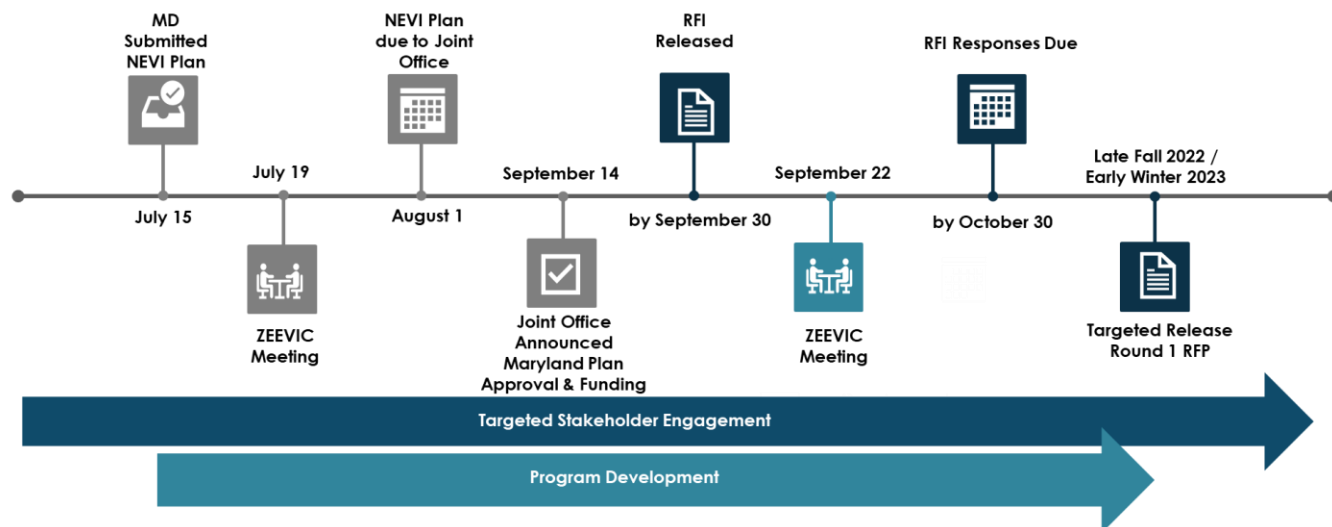 MD
Submitted
NEVI Plan
July 15
July 19
ZEEVIC
Meeting
NEVI Plan
due to Joint
Office
August 1
September 14
Joint Office
Announced
Maryland Plan
Approval & Funding
RFI
Released
by September 30
September 22
ZEEVIC
Meeting
RFI Responses Due
by October 30
Late Fall 2022 /
Early Winter 2023
Targeted Release
Round 1 RFP
Targeted Stakeholder Engagement
Program Development